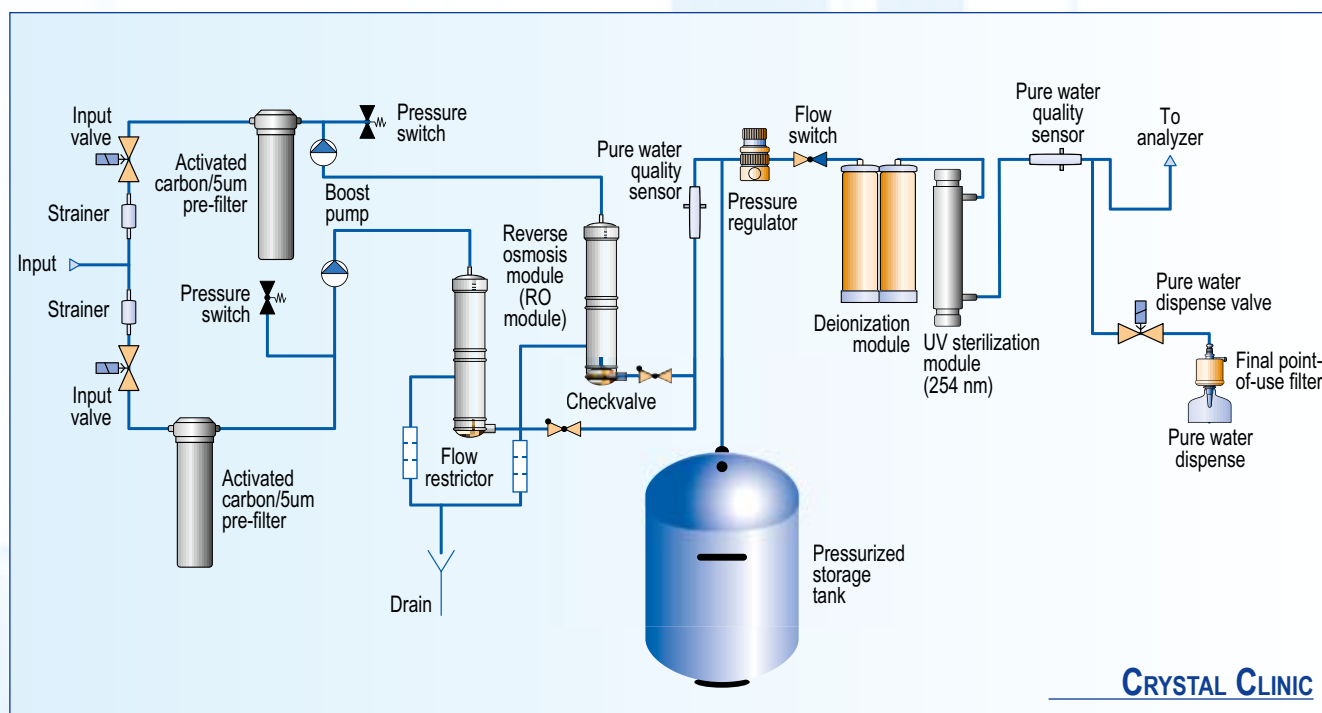 Input
valve
Strainer
Input
Strainer
Input
valve
Activated
carbon/5um
pre-filter
Pressure
switch
Boost
pump
Pressure
switch
Activated
carbon/5um
pre-filter
Reverse
osmosis
module
(RO
module)
Flow
restrictor
Drain
Checkvalve
Pure water
quality
sensor
Pressure
regulator
Flow
switch
Deionization
module
UV sterilization
module
(254 nm)
Pure water
quality
sensor
To
analyzer
Pure water
dispense valve
Final point-
of-use filter
Pure water
dispense
Pressurized
storage
tank
CRYSTAL CLINIC